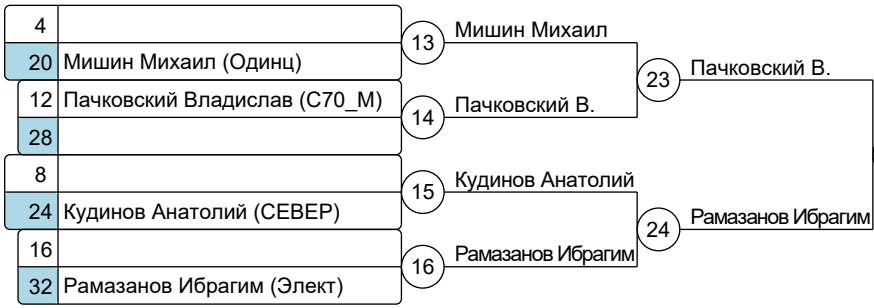 4
13
Мишин Михаил
20 Мишин Михаил (Одинц)
23
Пачковский В.
12 Пачковский Владислав (С70_М)
14
Пачковский В.
28
8
15
Кудинов Анатолий
24 Кудинов Анатолий (СЕВЕР)
24
Рамазанов Ибрагим
16
16
Рамазанов Ибрагим
32 Рамазанов Ибрагим (Элект)